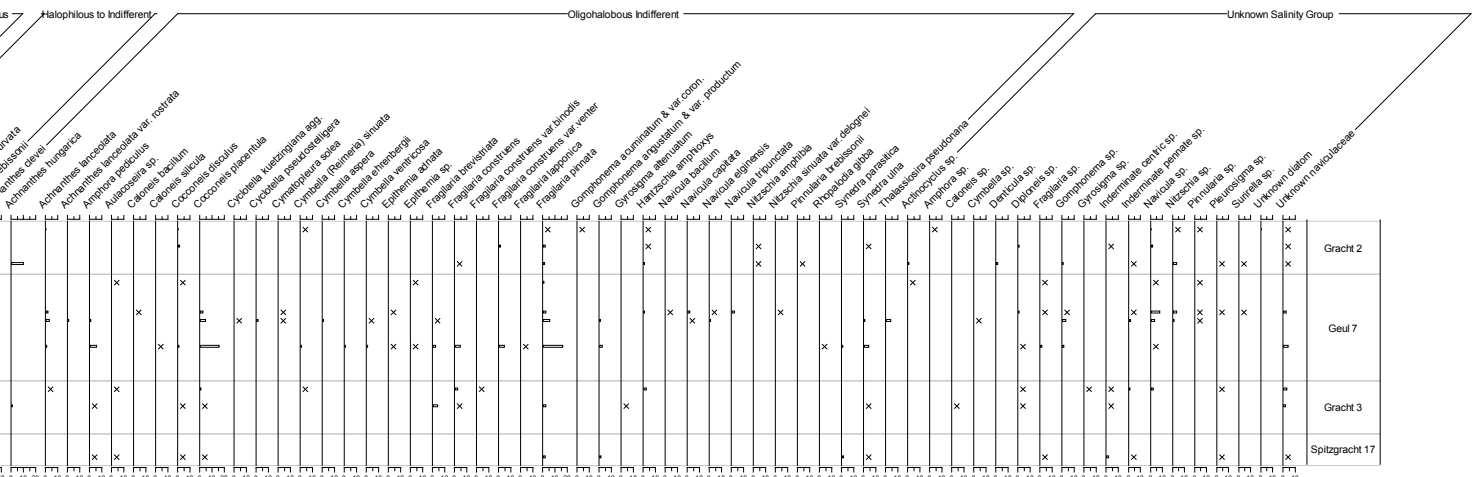 us
Halophilous to Indifferent
Oligohalobous Indifferent
Unknown Salinity Group
Achnanthes hungarica
Achnanthes lanceolata
Achnanthes lanceolata var. rostrata
Amphora pediculus
Aulacoseira sp.
Caloneis bacillum
Caloneis silicula
Cocconeis disculus
Cocconeis placentula
Cyclotella kuetzingiana agg.
Cyclotella pseudostelligera
Cymatopleura solea
Cymbella (Reimeria) sinuata
Cymbella aspera
Cymbella ehrenbergii
Cymbella ventricosa
Epithemia adnata
Epithemia sp.
Fragilaria brevistriata
Fragilaria construens
Fragilaria construens var.binodis
Fragilaria construens var.venter
Fragilaria lapponica
Fragilaria pinnata
Gomphonema acuminatum & var.coron.
Gomphonema angustatum & var. productum
Gyrosigma attenuatum
Hantzschia amphioxys
Navicula bacillum
Navicula capitata
Navicula elginensis
Navicula tripunctata
Nitzschia amphibia
Nitzschia sinuata var.delognei
Pinnularia brebissonii
Rhopalodia gibba
Synedra parasitica
Synedra ulna
Thalassiosira pseudonana
Actinocyclus sp.
Amphora sp.
Caloneis sp.
Cymbella sp.
Denticula sp.
Diploneis sp.
Fragilaria sp.
Gomphonema sp.
Gyrosigma sp.
Inderminate centric sp.
Inderminate pennate sp.
Navicula sp.
Nitzschia sp.
Pinnularia sp.
Pleurosigma sp.
Surirella sp.
Unknown diatom
Unknown naviculaceae
Gracht 2
Geul 7
Gracht 3
Spitzgracht 17